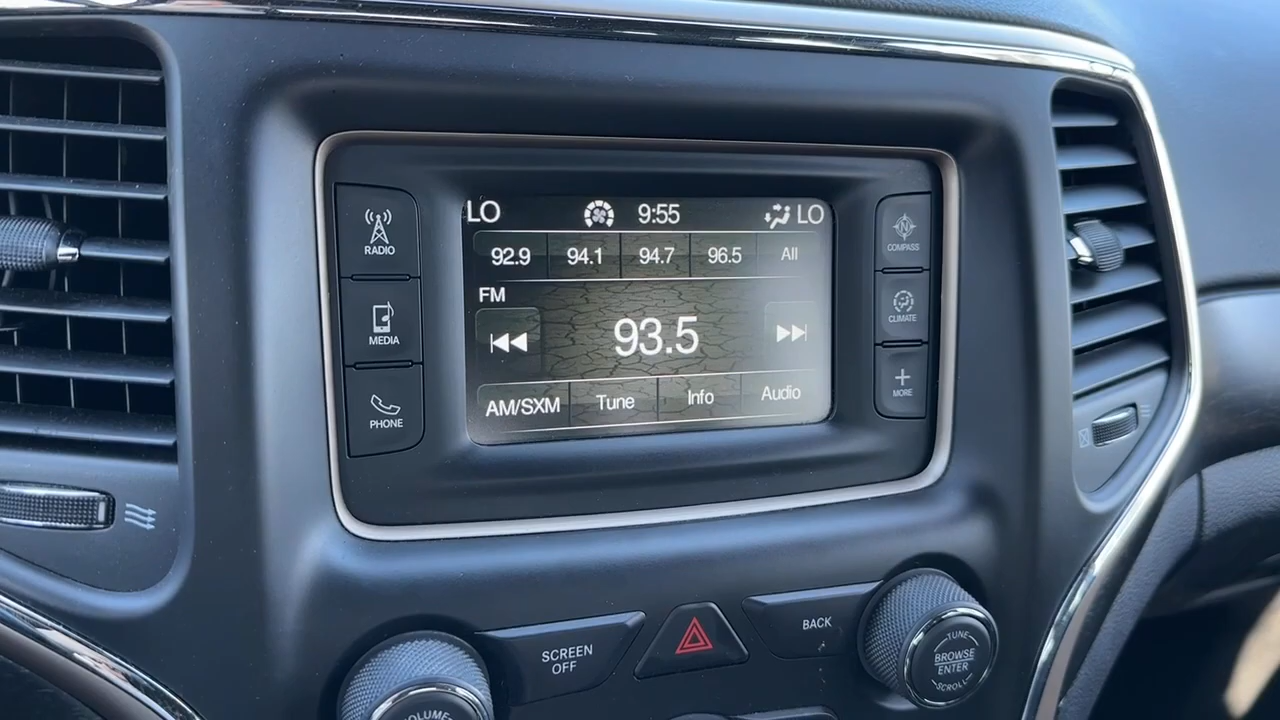 RADIO
MEDIA
PHONE
LO 9:55 LO
92.9 94.1 94.7 96.5 All
FM
93.5
AM/SXM Tune Info Audio
COMPASS
CLIMATE
MORE
SCREEN
OFF
BACK
VOLUME
TUNE
BROWSE
ENTER
SCROLL